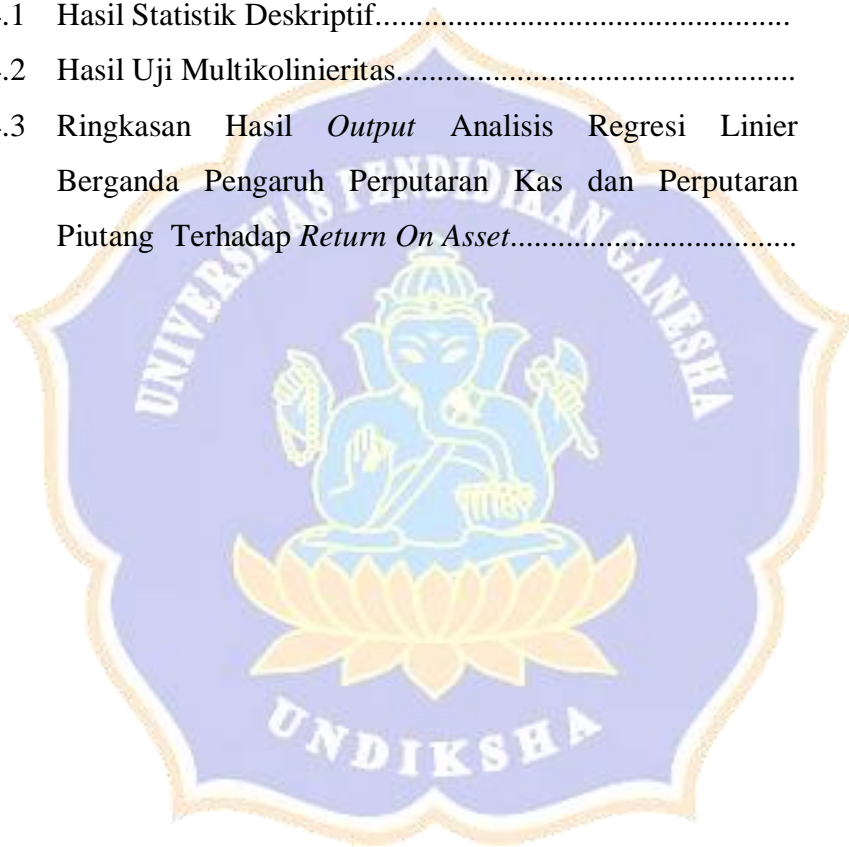 .1 Hasil Statistik Deskriptif....................................................
.2 Hasil Uji Multikolinieritas..................................................
.3 Ringkasan Hasil Output Analisis Regresi Linier
Berganda Pengaruh Perputaran Kas dan Perputaran
Piutang Terhadap Return On Asset....................................
UNIVERSITAS PENDIDIKAN GANESHA
UNDIKSHA